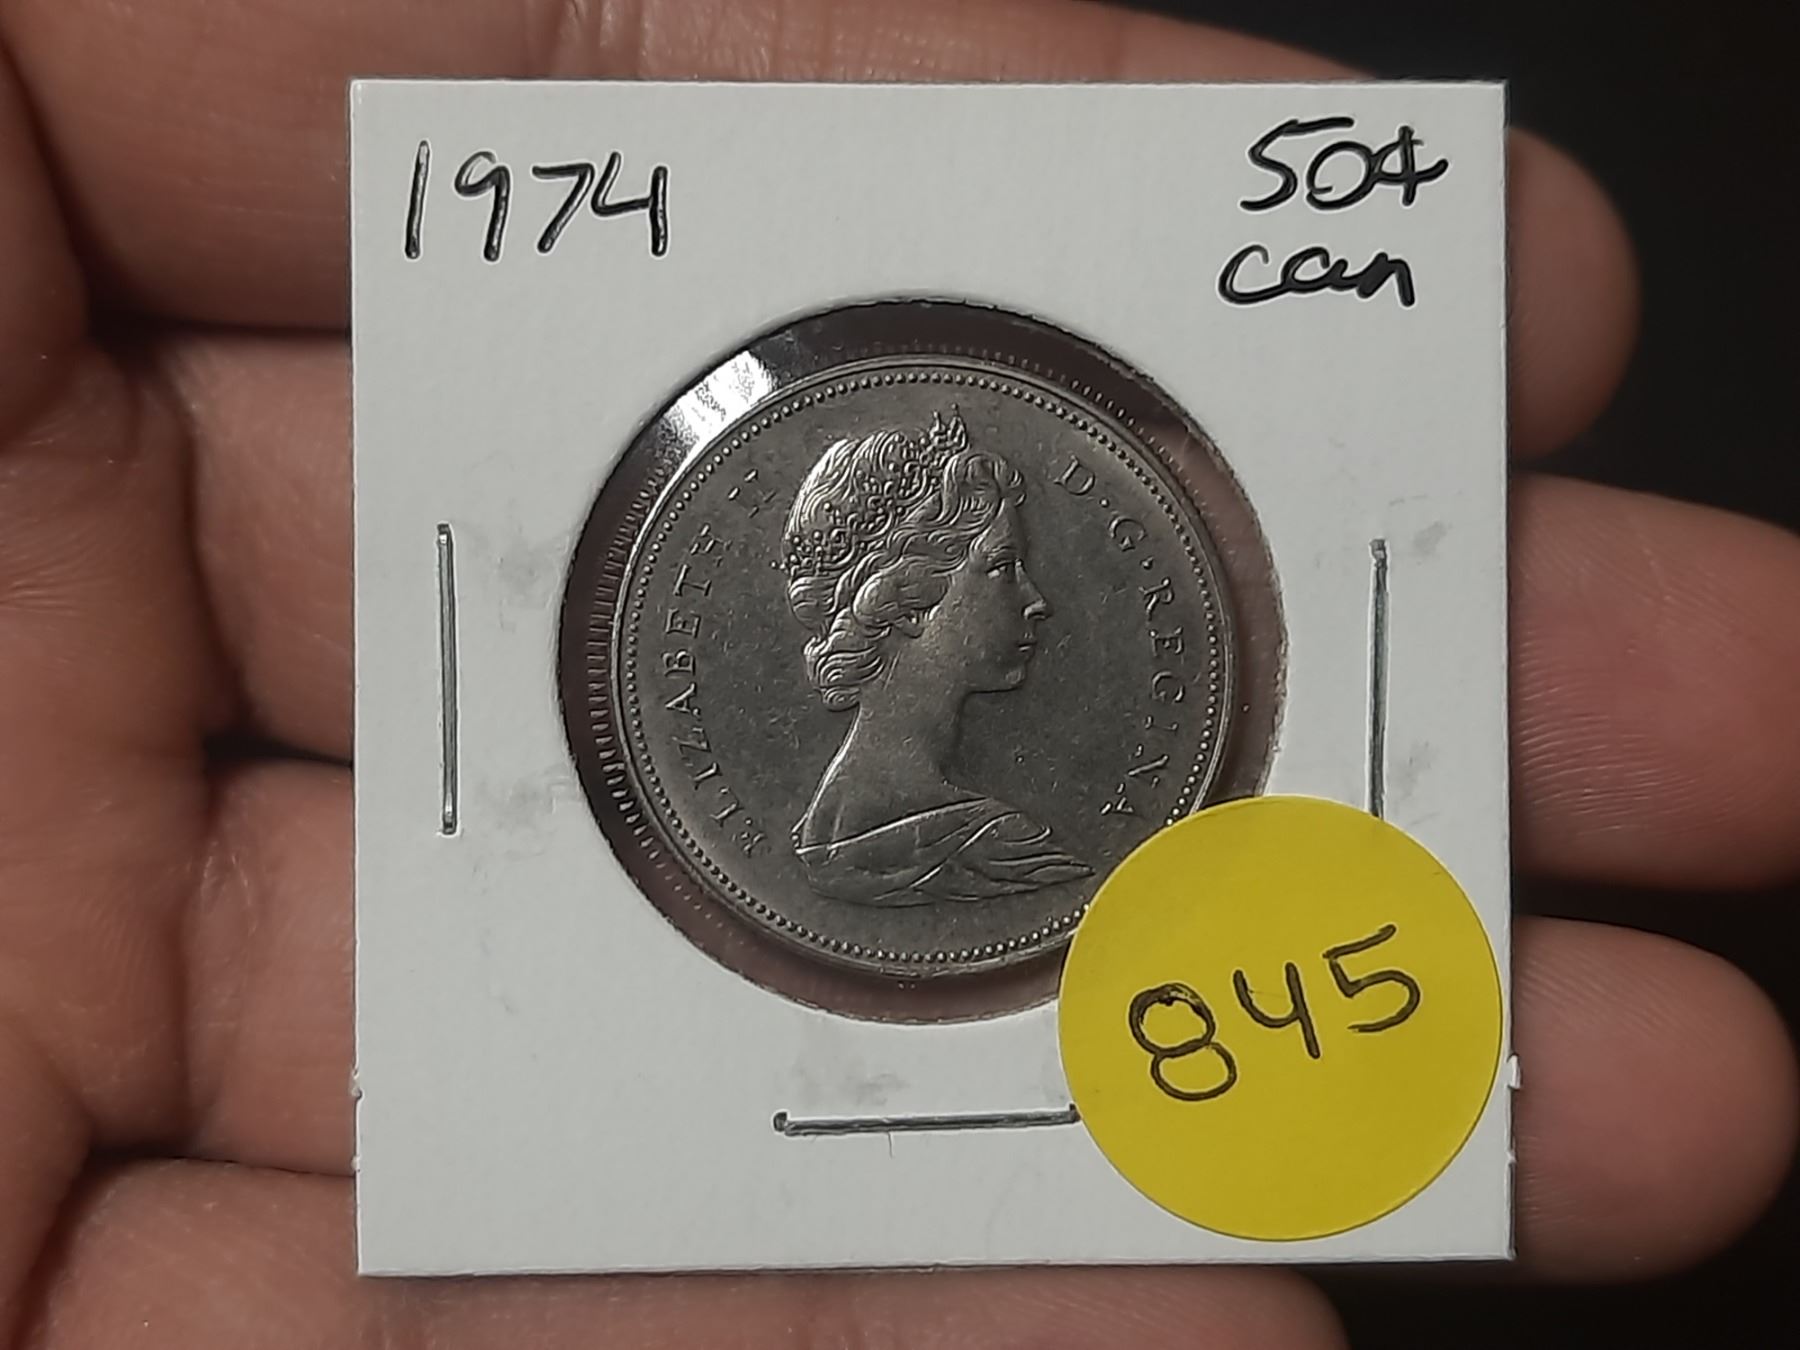 1974
50¢
can
ELIZABETH II D·G·REGINA
845